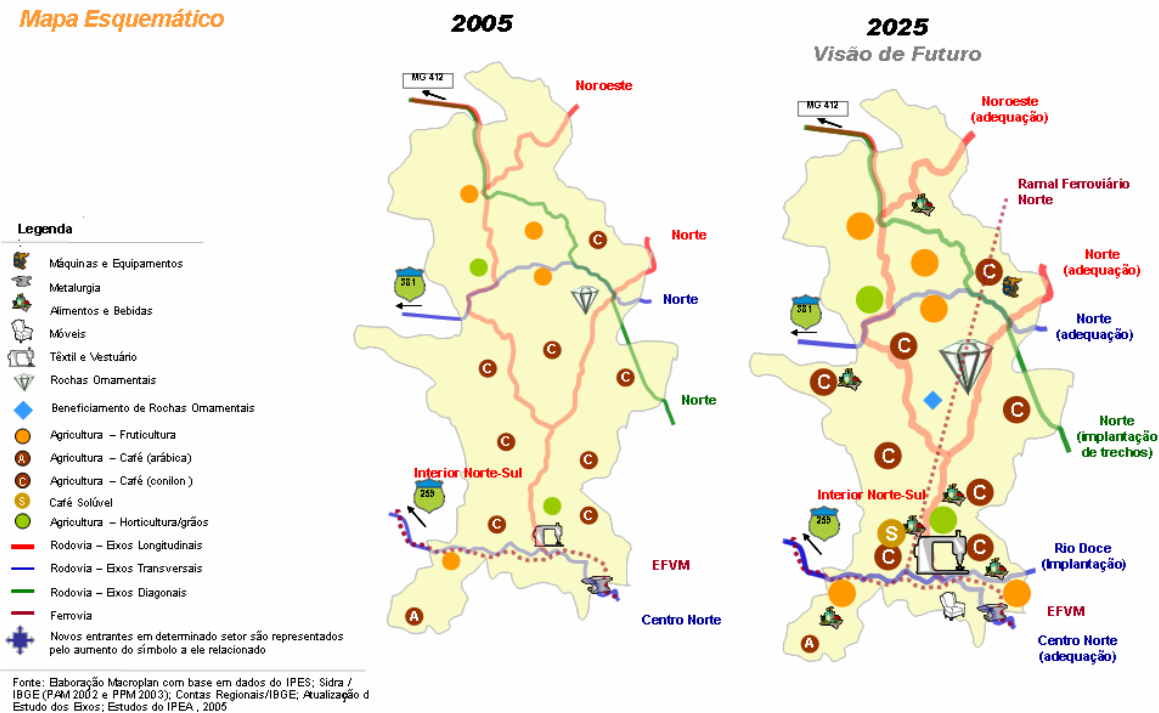 Mapa Esquemático
2005
2025
Visão de Futuro
MG 412
Noroeste
Norte
381
Norte
Norte
Interior Norte-Sul
259
EFVM
Centro Norte
C
C
C
C
C
C
C
C
A
MG 412
Noroeste
(adequação)
Ramal Ferroviário
Norte
Norte
(adequação)
381
Norte
(adequação)
Norte
(implantação
de trechos)
Interior Norte-Sul
259
Rio Doce
(Implantação)
EFVM
Centro Norte
(adequação)
C
C
C
C
C
C
S
C
C
A
Legenda
Máquinas e Equipamentos
Metalurgia
Alimentos e Bebidas
Móveis
Têxtil e Vestuário
Rochas Ornamentais
Beneficiamento de Rochas Ornamentais
Agricultura – Fruticultura
A Agricultura – Café (arábica)
C Agricultura – Café (conilon )
S Café Solúvel
Agricultura – Horticultura/grãos
Rodovia – Eixos Longitudinais
Rodovia – Eixos Transversais
Rodovia – Eixos Diagonais
Ferrovia
Novos entrantes em determinado setor são representados
pelo aumento do símbolo a ele relacionado
Fonte: Elaboração Macroplan com base em dados do IPES; Sidra /
IBGE (PAM 2002 e PPM 2003); Contas Regionais/IBGE; Atualização d
Estudo dos Eixos; Estudos do IPEA , 2005